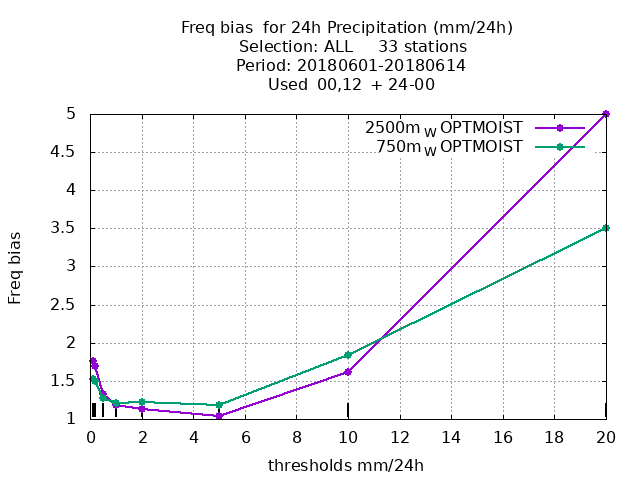 Freq bias  for 24h Precipitation (mm/24h)
Selection: ALL     33 stations
Period: 20180601-20180614
Used  00,12  + 24-00
2500m W OPTMOIST
750m W OPTMOIST
5
4.5
4
3.5
3
2.5
2
1.5
1
Freq bias
0 2 4 6 8 10 12 14 16 18 20
thresholds mm/24h